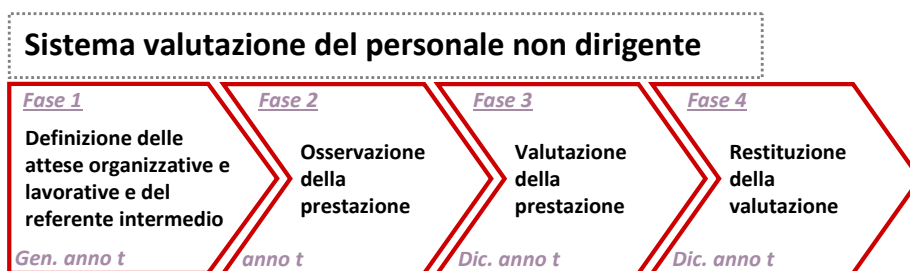 Sistema valutazione del personale non dirigente
Fase 1
Definizione delle
attese organizzative e
lavorative e del
referente intermedio
Gen. anno t
Fase 2
Osservazione
della
prestazione
anno t
Fase 3
Valutazione
della
prestazione
Dic. anno t
Fase 4
Restituzione
della
valutazione
Dic. anno t